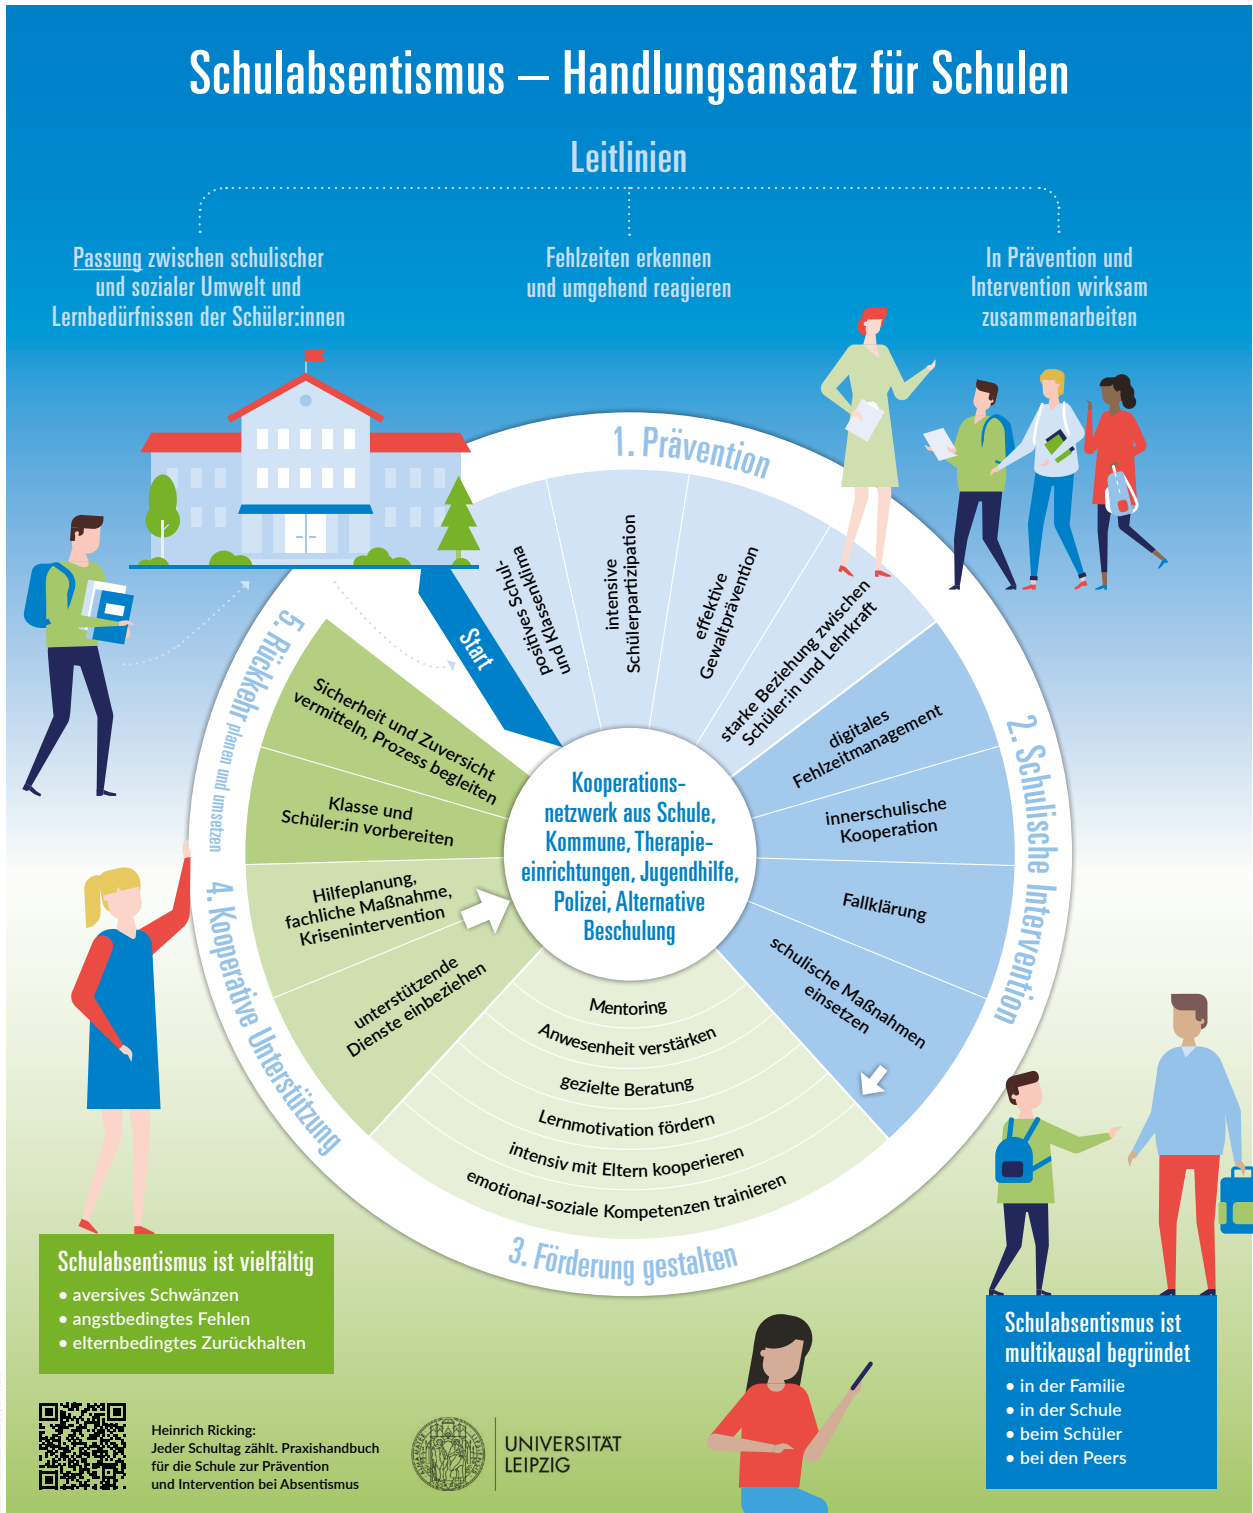 Schulabsentismus – Handlungsansatz für Schulen
Leitlinien
Passung zwischen schulischer
und sozialer Umwelt und
Lernbedürfnissen der Schüler:innen
Fehlzeiten erkennen
und umgehend reagieren
In Prävention und
Intervention wirksam
zusammenarbeiten
Start
1. Prävention
positives Schul-
und Klassenklima
intensive
Schülerpartizipation
effektive
Gewaltprävention
starke Beziehung zwischen
Schüler:in und Lehrkraft
2. Schulische Intervention
digitales
Fehlzeitmanagement
innerschulische
Kooperation
Fallklärung
schulische Maßnahmen
einsetzen
3. Förderung gestalten
Mentoring
Anwesenheit verstärken
gezielte Beratung
Lernmotivation fördern
intensiv mit Eltern kooperieren
emotional-soziale Kompetenzen trainieren
4. Kooperative Unterstützung
unterstützende
Dienste einbeziehen
Hilfeplanung,
fachliche Maßnahme,
Krisenintervention
5. Rückkehr planen und umsetzen
Klasse und
Schüler:in vorbereiten
Sicherheit und Zuversicht
vermitteln, Prozess begleiten
Kooperations-
netzwerk aus Schule,
Kommune, Therapie-
einrichtungen, Jugendhilfe,
Polizei, Alternative
Beschulung
Schulabsentismus ist vielfältig
• aversives Schwänzen
• angstbedingtes Fehlen
• elternbedingtes Zurückhalten
Schulabsentismus ist
multikausal begründet
• in der Familie
• in der Schule
• beim Schüler
• bei den Peers
Heinrich Ricking:
Jeder Schultag zählt. Praxishandbuch
für die Schule zur Prävention
und Intervention bei Absentismus
UNIVERSITÄT
LEIPZIG